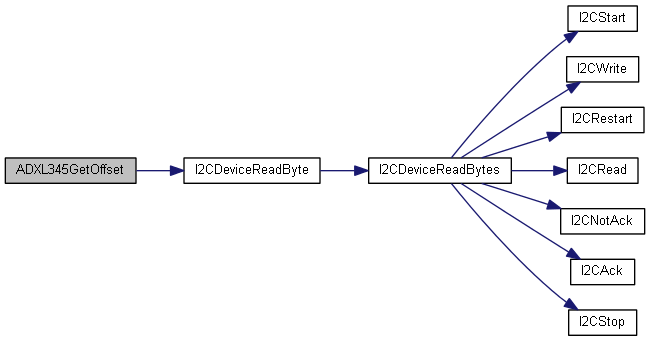 ADXL345GetOffset
I2CDeviceReadByte
I2CDeviceReadBytes
I2CStart
I2CWrite
I2CRestart
I2CRead
I2CNotAck
I2CAck
I2CStop